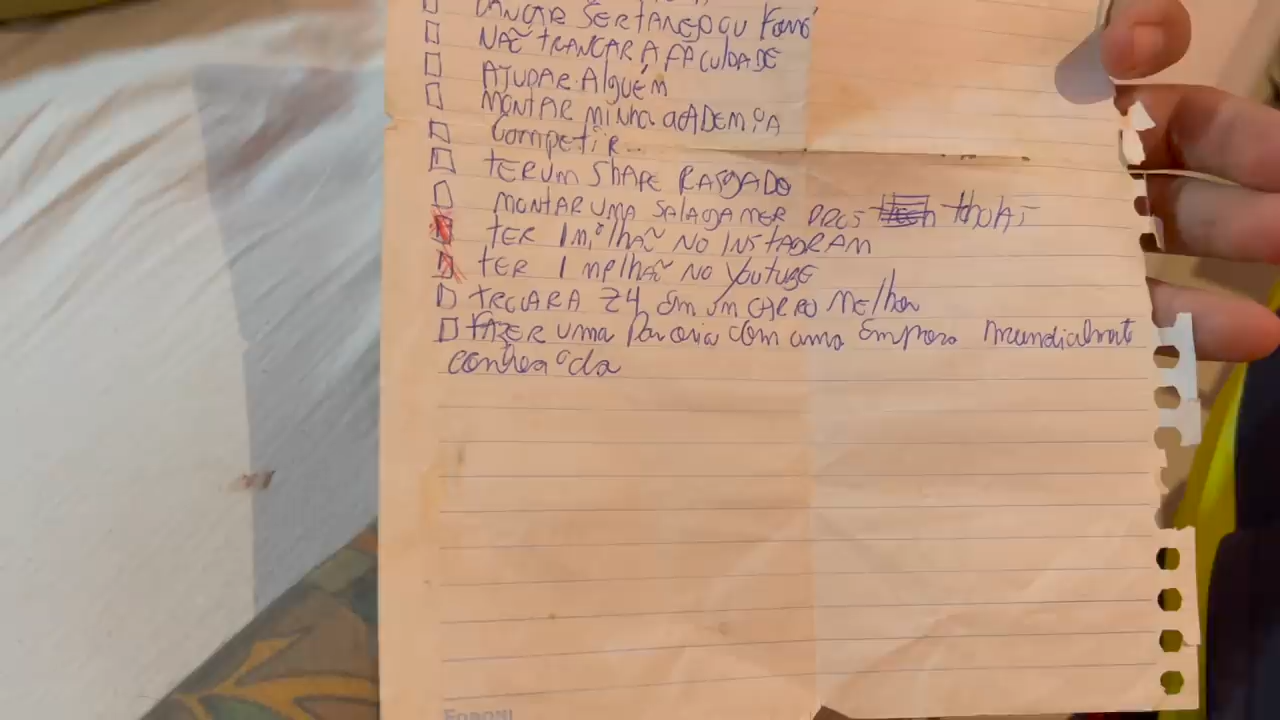 DANÇAR SERTANEJO OU FORRÓ
NÃO TRANCAR A FACULDADE
AJUDAR ALGUÉM
MONTAR MINHA ACADEMIA
COMPETIR...
TER UM SHAPE RASGADO
MONTAR UMA SALA GAMER PROS
TER 1 MILHÃO NO INSTAGRAM
TER 1 MILHÃO NO YOUTUBE
TROCAR A Z4 EM UM CARRO MELHOR
FAZER UMA Parceria com uma Empresa mundialmente
conhecida